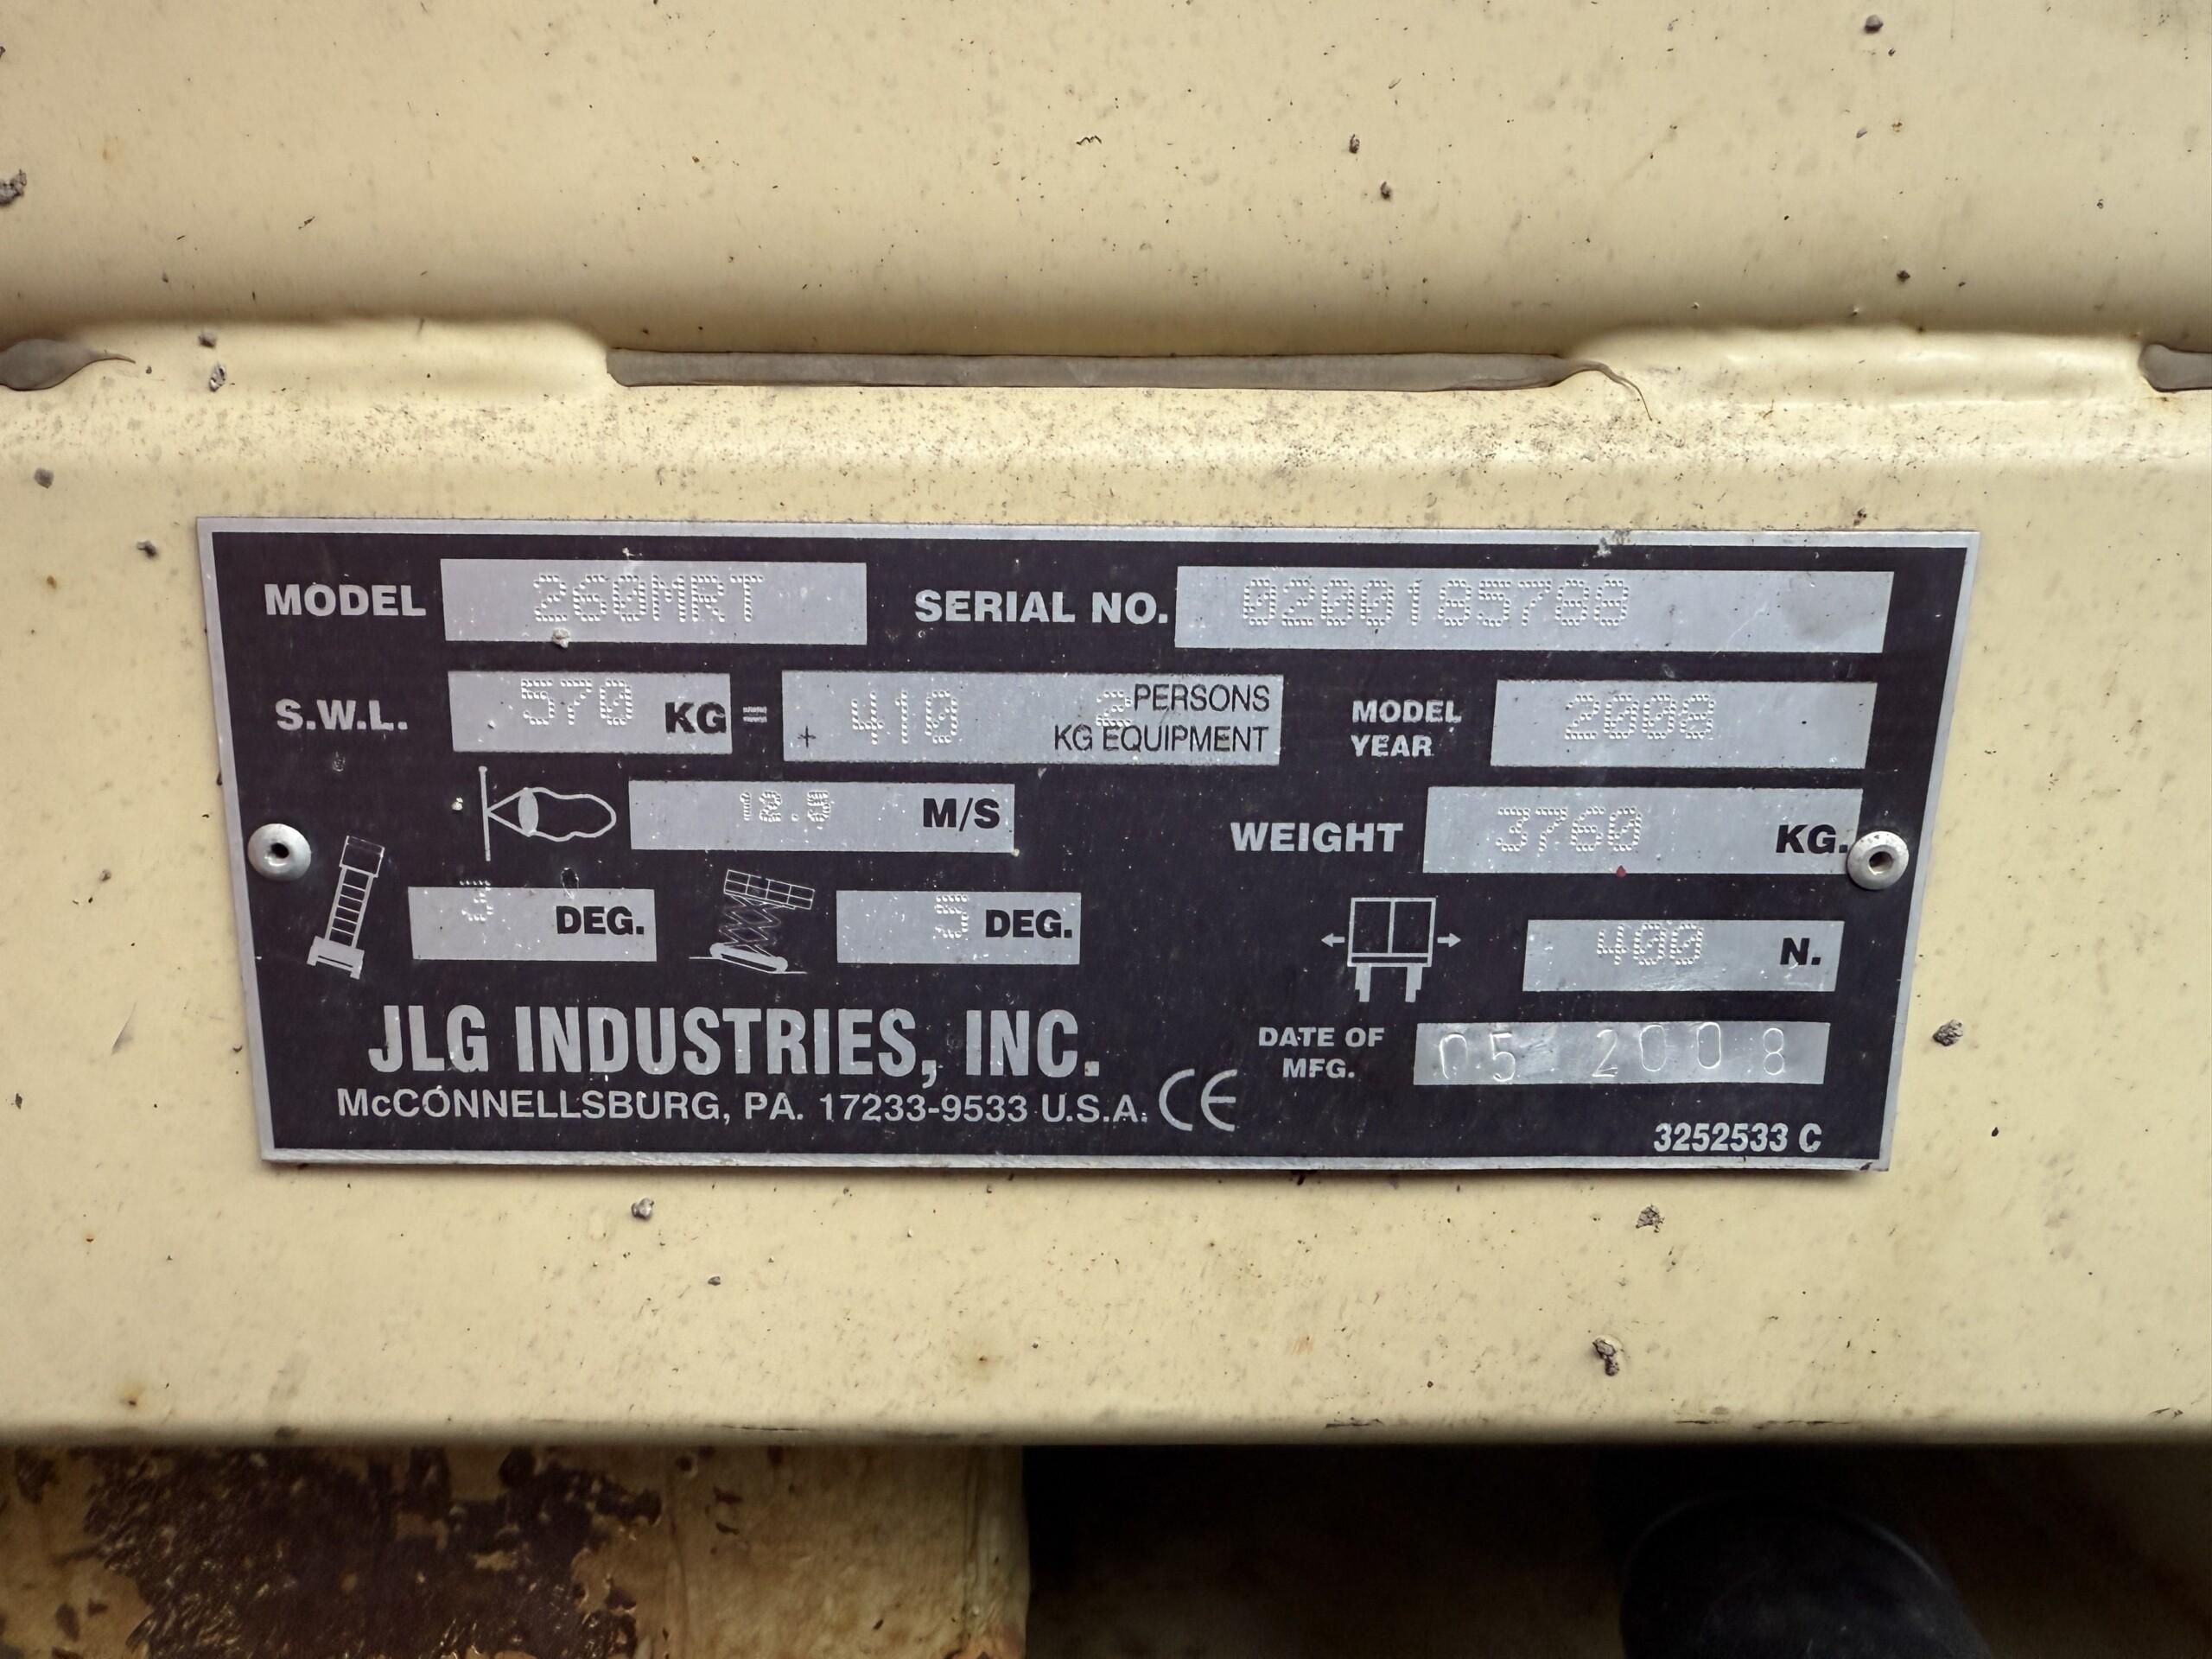 MODEL 260MRT SERIAL NO. 0200185788
S.W.L. 570 KG = 410 2 PERSONS
+ KG EQUIPMENT
MODEL YEAR 2008
12.5 M/S
WEIGHT 3760 KG.
3 DEG. 5 DEG.
400 N.
JLG INDUSTRIES, INC.
McCONNELLSBURG, PA. 17233-9533 U.S.A. CE
DATE OF MFG. 05 2008
3252533 C